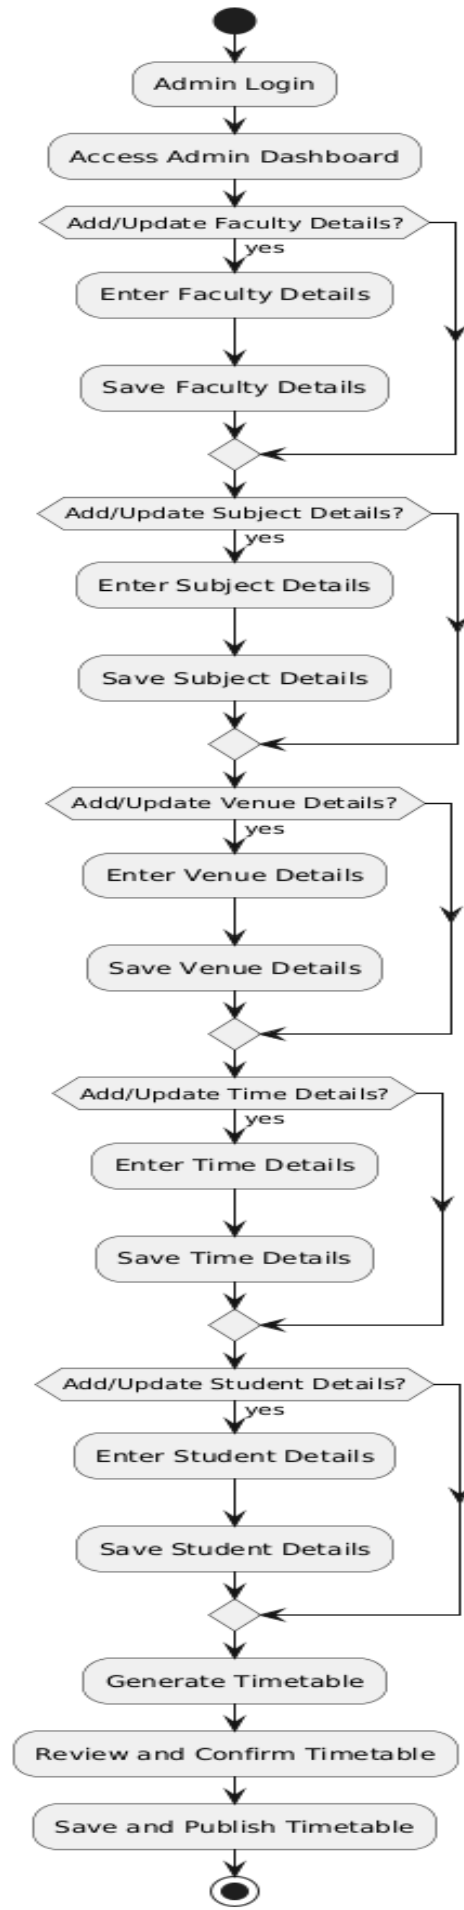 Admin Login
Access Admin Dashboard
Add/Update Faculty Details?
yes
Enter Faculty Details
Save Faculty Details
Add/Update Subject Details?
yes
Enter Subject Details
Save Subject Details
Add/Update Venue Details?
yes
Enter Venue Details
Save Venue Details
Add/Update Time Details?
yes
Enter Time Details
Save Time Details
Add/Update Student Details?
yes
Enter Student Details
Save Student Details
Generate Timetable
Review and Confirm Timetable
Save and Publish Timetable